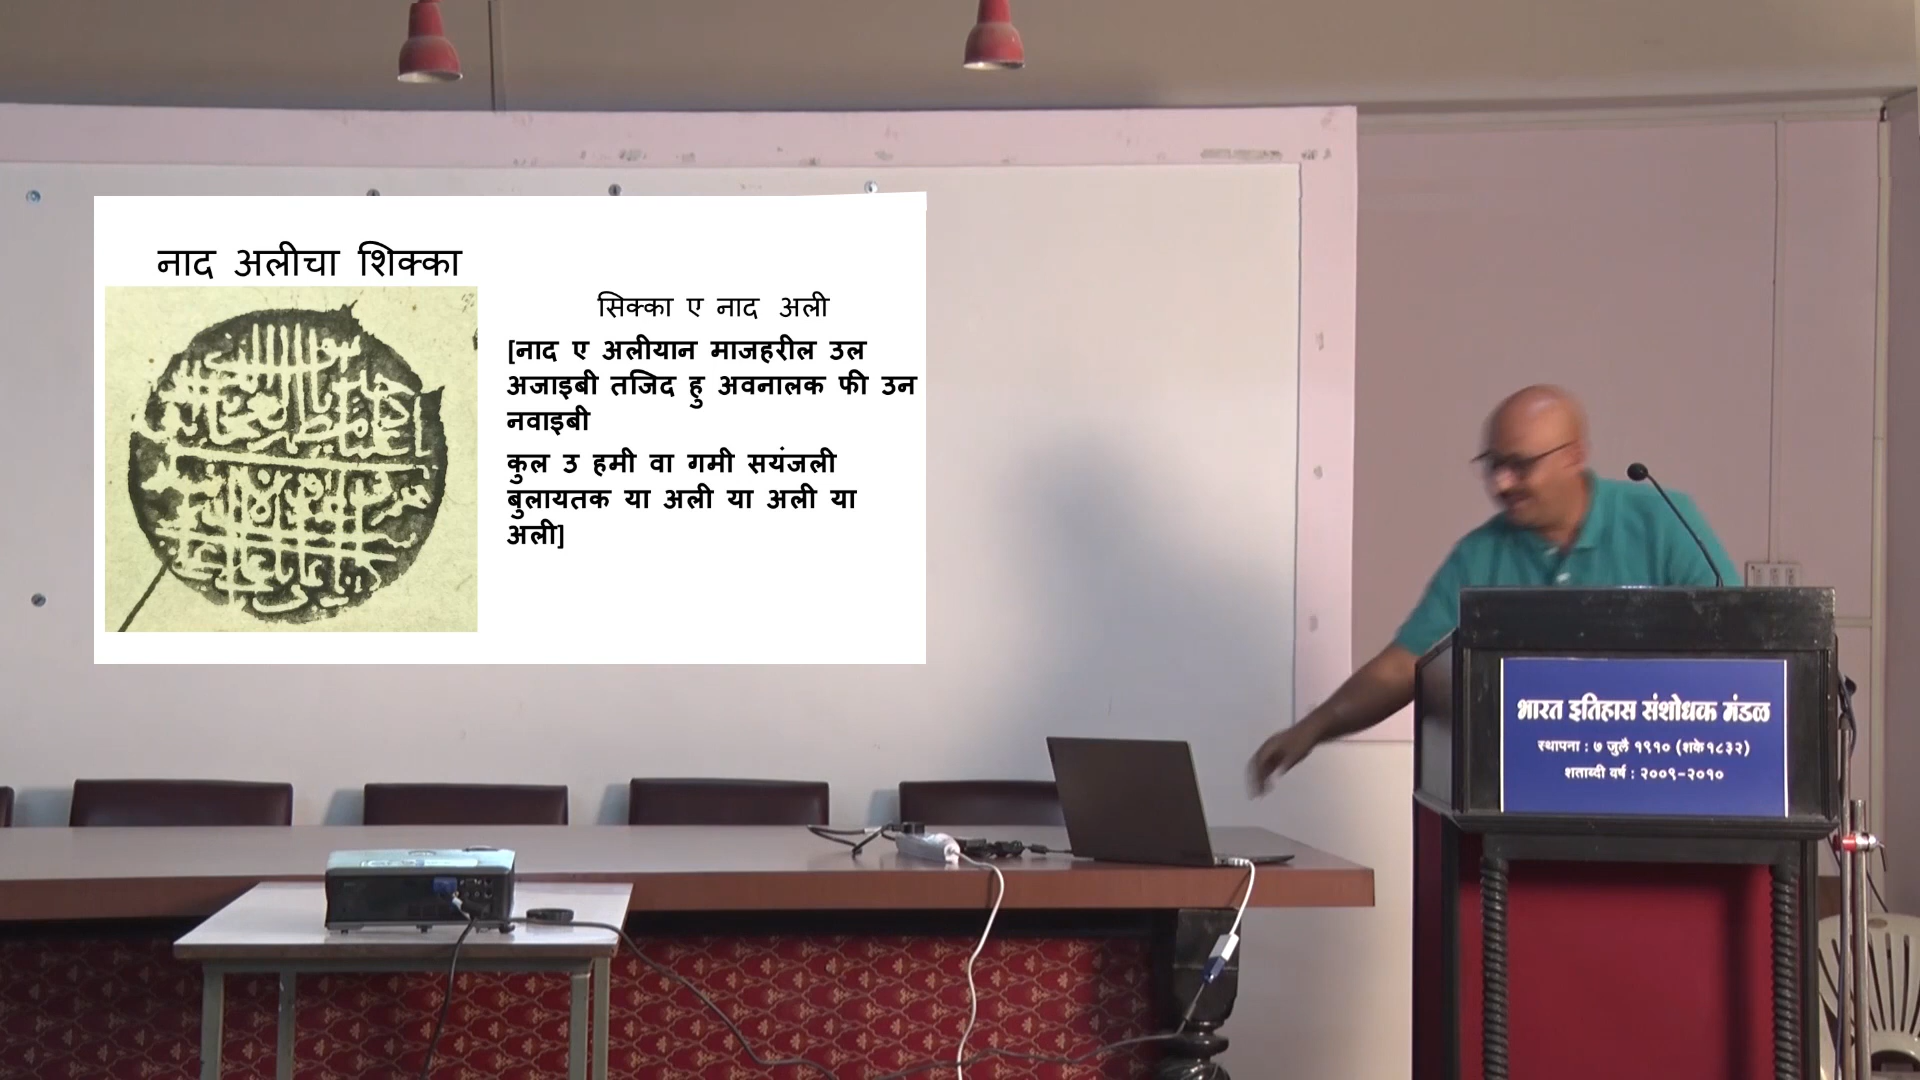 नाद अलीचा शिक्का
सिक्का ए नाद अली
[नाद ए अलीयान माजहरील उल
अजाइबी तजिद हु अवनालक फी उन
नवाइबी
कुल उ हमी वा गमी सयंजली
बुलायतक या अली या अली या
अली]
भारत इतिहास संशोधक मंडळ
स्थापना : ७ जुलै १९१० (शके १८३२)
शताब्दी वर्ष : २००९-२०१०